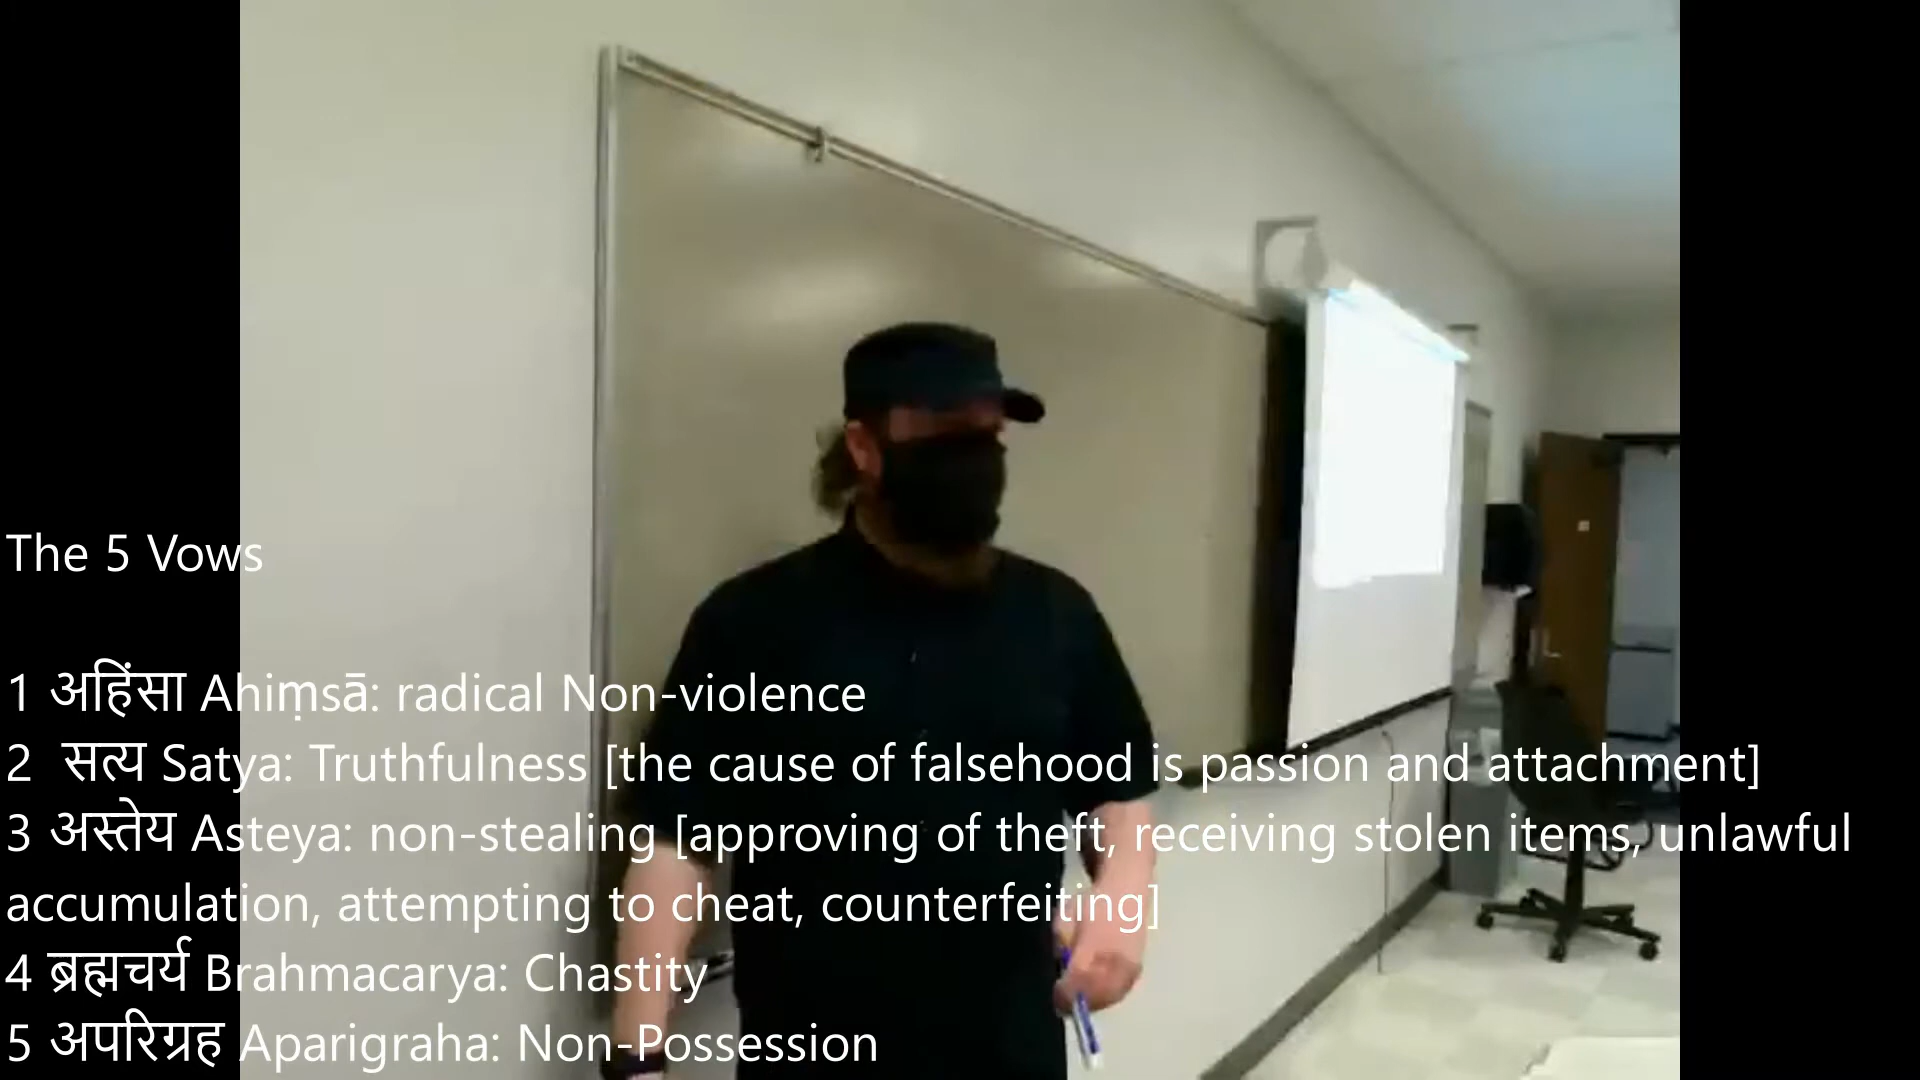 The 5 Vows
1 अहिंसा Ahiṃsā: radical Non-violence
2 सत्य Satya: Truthfulness [the cause of falsehood is passion and attachment]
3 अस्तेय Asteya: non-stealing [approving of theft, receiving stolen items, unlawful
accumulation, attempting to cheat, counterfeiting]
4 ब्रह्मचर्य Brahmacarya: Chastity
5 अपरिग्रह Aparigraha: Non-Possession